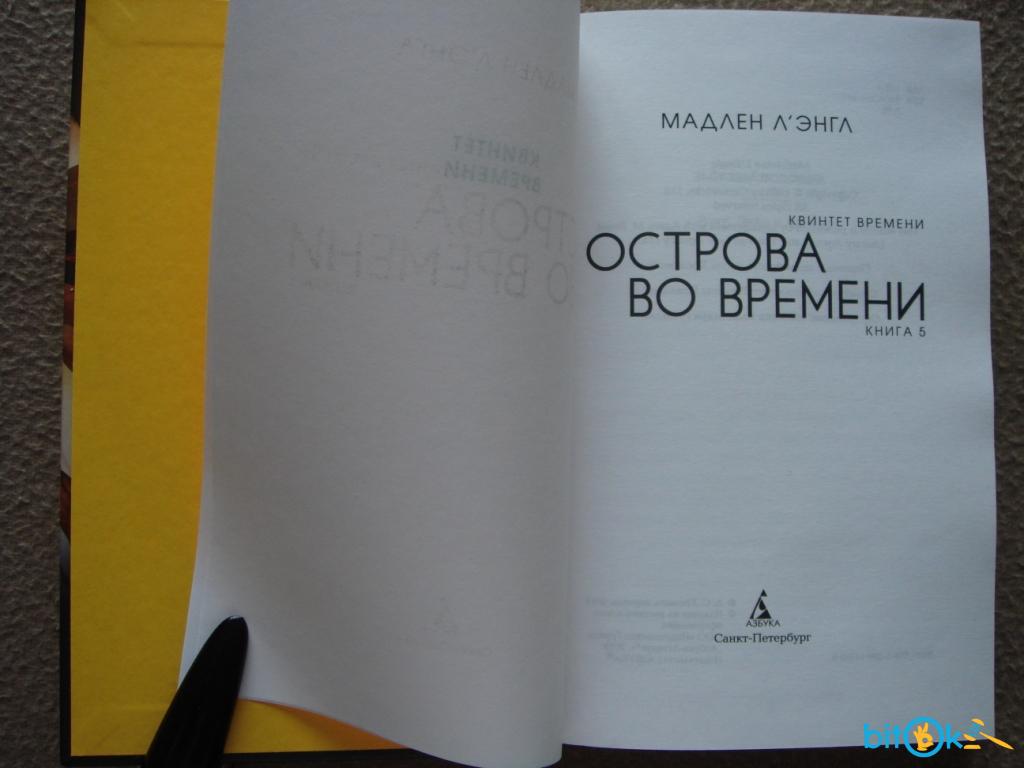 МАДЛЕН Л'ЭНГЛ
КВИНТЕТ ВРЕМЕНИ
ОСТРОВА
ВО ВРЕМЕНИ
КНИГА 5
АЗБУКА
Санкт-Петербург
bitok